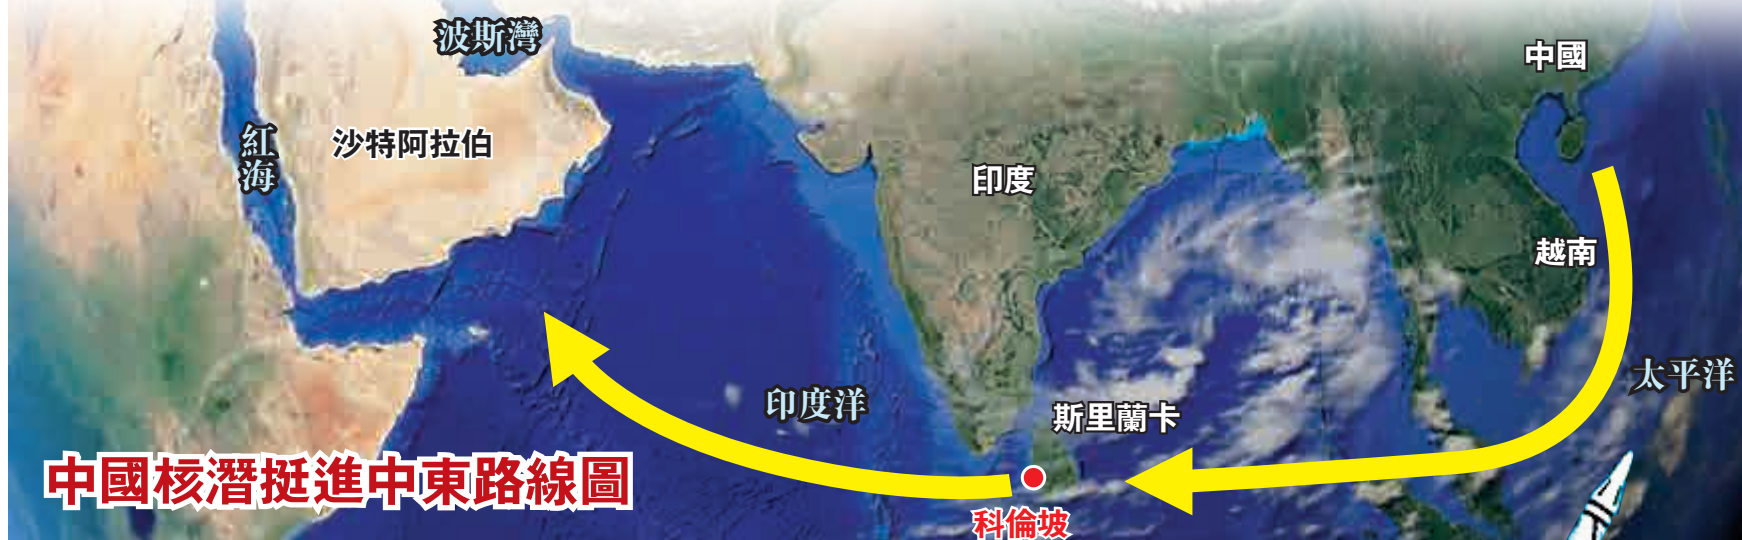 波斯灣
中國
紅海
沙特阿拉伯
印度
越南
太平洋
印度洋
斯里蘭卡
中國核潛挺進中東路線圖
科倫坡